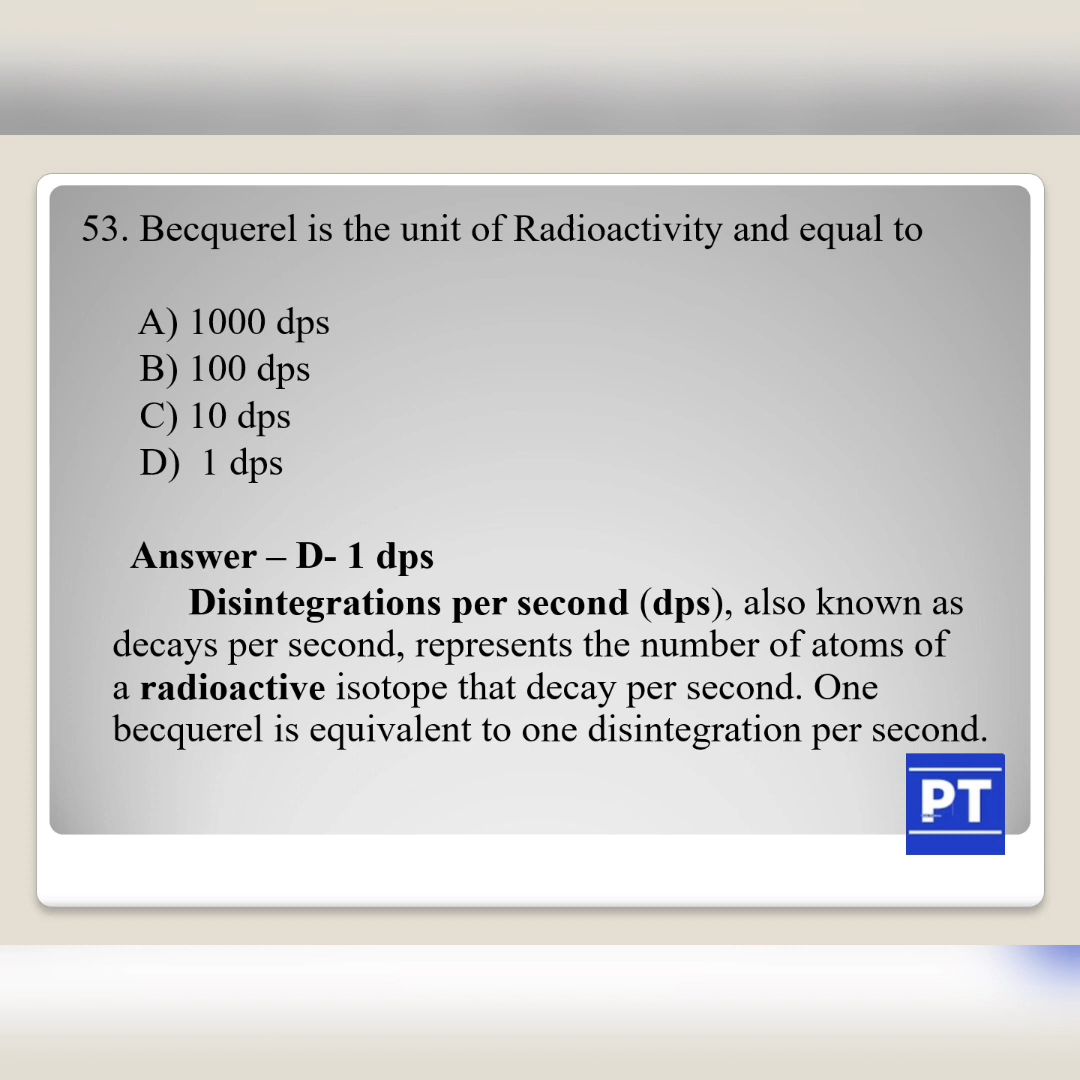 53. Becquerel is the unit of Radioactivity and equal to
A) 1000 dps
B) 100 dps
C) 10 dps
D) 1 dps
Answer – D- 1 dps
Disintegrations per second (dps), also known as
decays per second, represents the number of atoms of
a radioactive isotope that decay per second. One
becquerel is equivalent to one disintegration per second.
PT